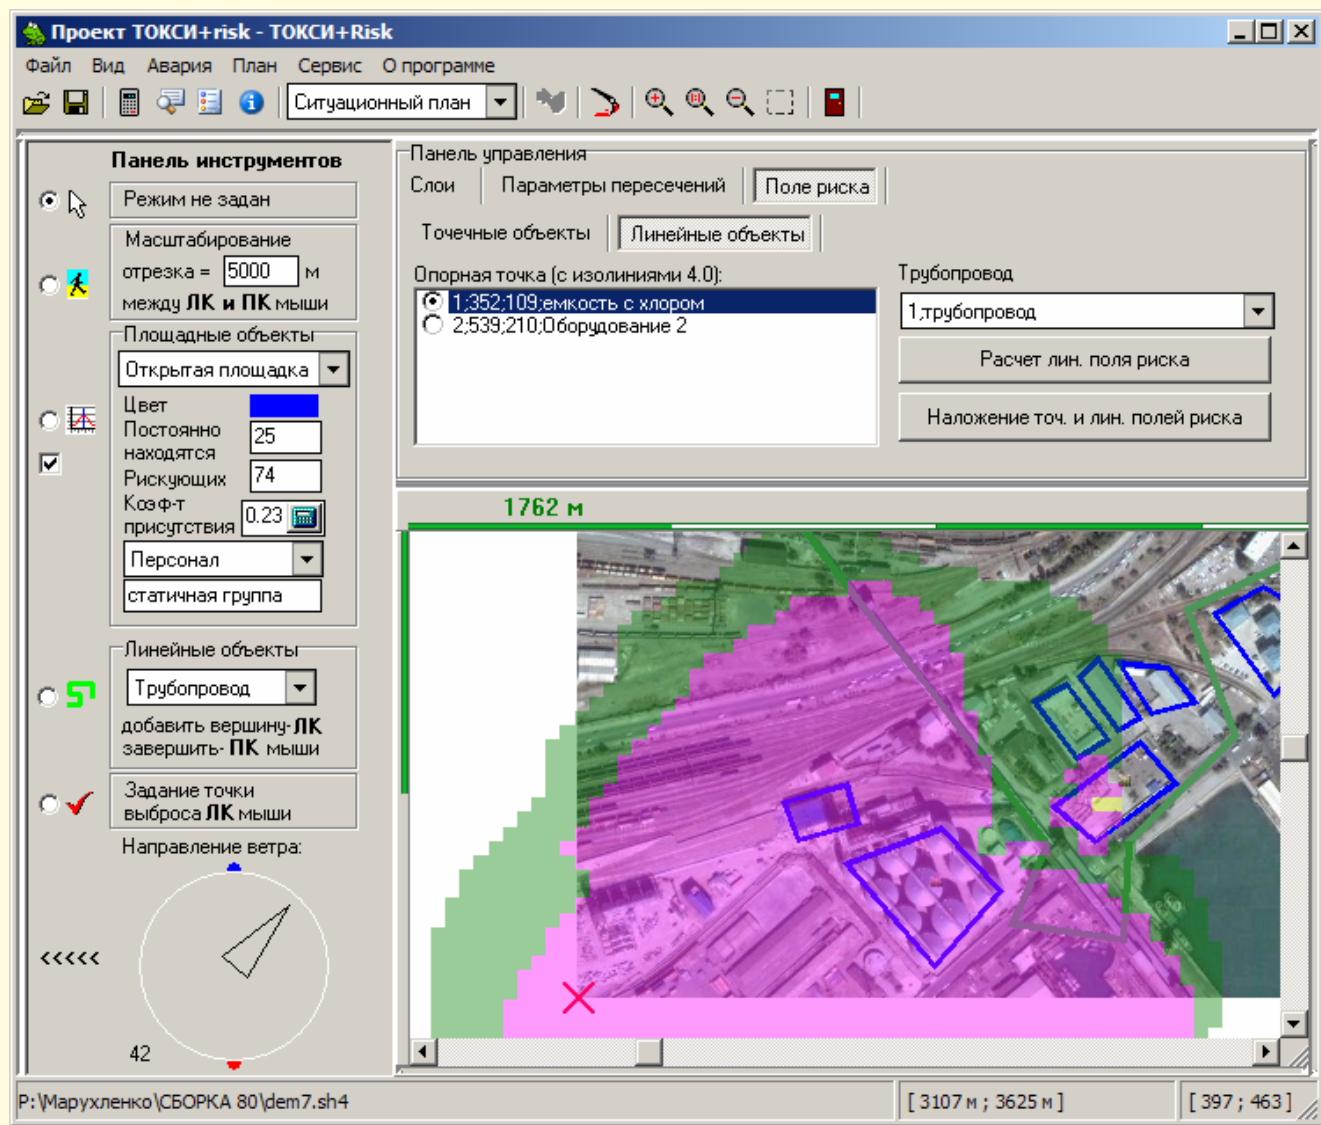 Проект ТОКСИ+risk - ТОКСИ+Risk
Файл Вид Авария План Сервис О программе
Ситуационный план
Панель инструментов
Режим не задан
Масштабирование
отрезка = 5000 м
между ЛК и ПК мыши
Площадные объекты
Открытая площадка
Цвет
Постоянно
находятся
25
Рискующих
74
Коэф-т
присутствия
0.23
Персонал
статичная группа
Линейные объекты
Трубопровод
добавить вершину-ЛК
завершить- ПК мыши
Задание точки
выброса ЛК мыши
Направление ветра:
<<<<<
42
Панель управления
Слои Параметры пересечений Поле риска
Точечные объекты Линейные объекты
Опорная точка (с изолиниями 4.0):
1;352;109;емкость с хлором
2;539;210;Оборудование 2
Трубопровод
1;трубопровод
Расчет лин. поля риска
Наложение точ. и лин. полей риска
1762 м
P:\Марухленко\СБОРКА 80\dem7.sh4
[ 3107 м ; 3625 м ]
[ 397 ; 463 ]